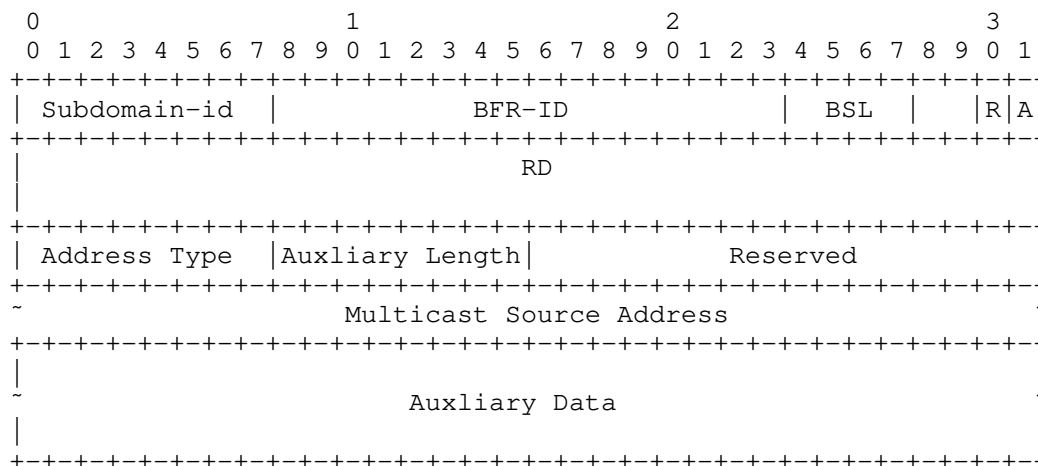 0                   1                   2                   3
0 1 2 3 4 5 6 7 8 9 0 1 2 3 4 5 6 7 8 9 0 1 2 3 4 5 6 7 8 9 0 1
+-+-+-+-+-+-+-+-+-+-+-+-+-+-+-+-+-+-+-+-+-+-+-+-+-+-+-+-+-+-+-+-
| Subdomain-id  |            BFR-ID             |  BSL  |   |R|A
+-+-+-+-+-+-+-+-+-+-+-+-+-+-+-+-+-+-+-+-+-+-+-+-+-+-+-+-+-+-+-+-
|                               RD
|
+-+-+-+-+-+-+-+-+-+-+-+-+-+-+-+-+-+-+-+-+-+-+-+-+-+-+-+-+-+-+-+-
| Address Type  |Auxliary Length|            Reserved
+-+-+-+-+-+-+-+-+-+-+-+-+-+-+-+-+-+-+-+-+-+-+-+-+-+-+-+-+-+-+-+-
~                    Multicast Source Address                   ~
+-+-+-+-+-+-+-+-+-+-+-+-+-+-+-+-+-+-+-+-+-+-+-+-+-+-+-+-+-+-+-+-
|
~                        Auxliary Data                          ~
|
+-+-+-+-+-+-+-+-+-+-+-+-+-+-+-+-+-+-+-+-+-+-+-+-+-+-+-+-+-+-+-+-